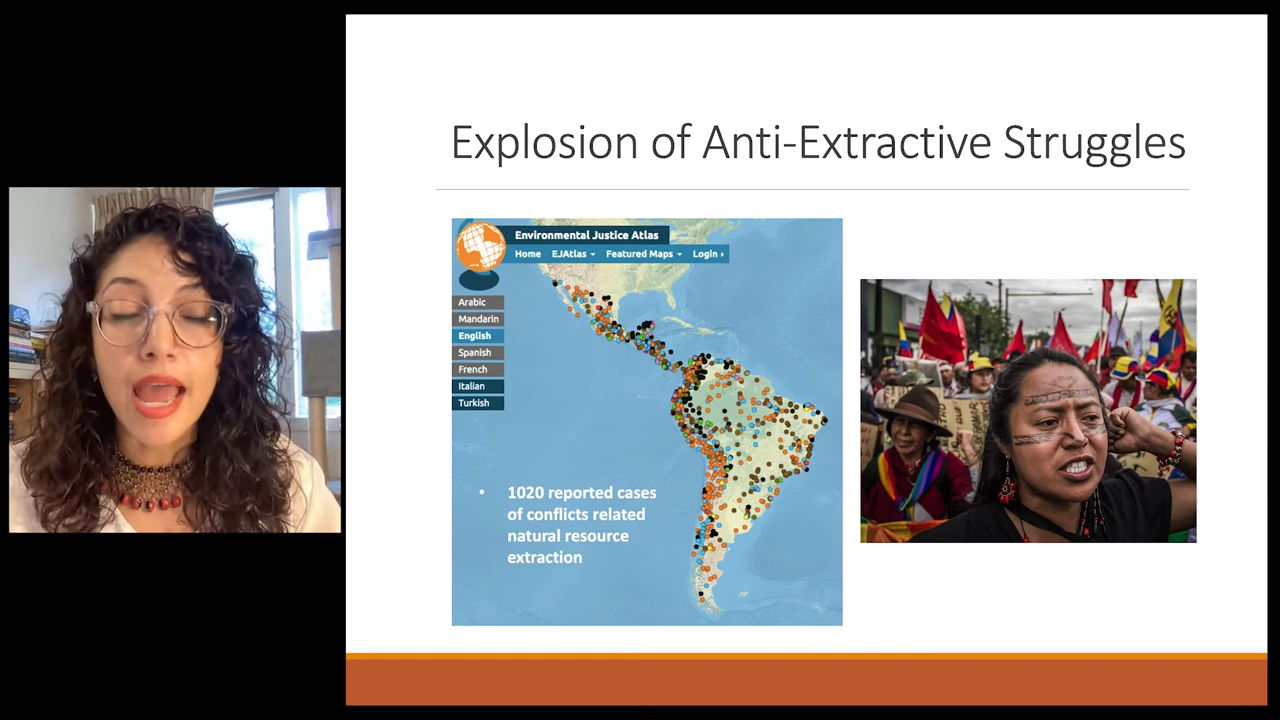 Explosion of Anti-Extractive Struggles
Environmental Justice Atlas
Home EJAtlas Featured Maps Login
Arabic
Mandarin
English
Spanish
French
Italian
Turkish
• 1020 reported cases
of conflicts related
natural resource
extraction